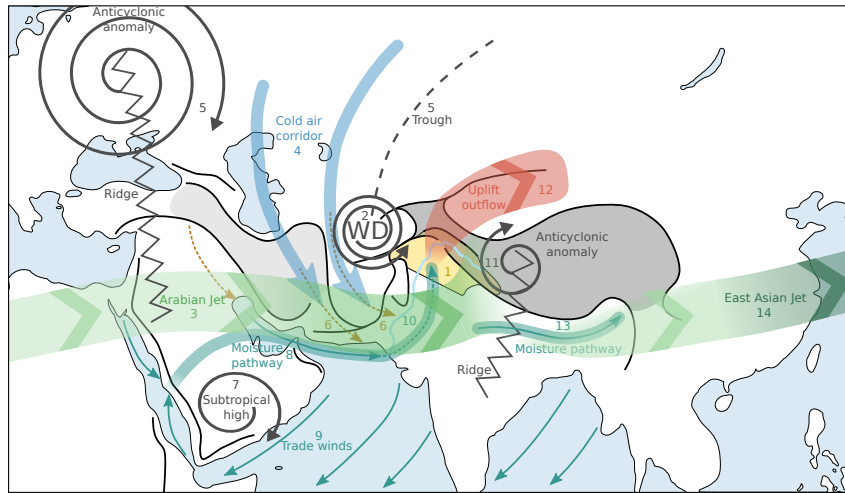 Anticyclonic
anomaly
5
Cold air
corridor
4
5
Trough
Ridge
2
WD
Uplift
outflow
12
Anticyclonic
anomaly
11
1
Arabian Jet
3
6
6
10
East Asian Jet
14
13
Moisture pathway
Moisture
pathway
8
Ridge
7
Subtropical
high
9
Trade winds